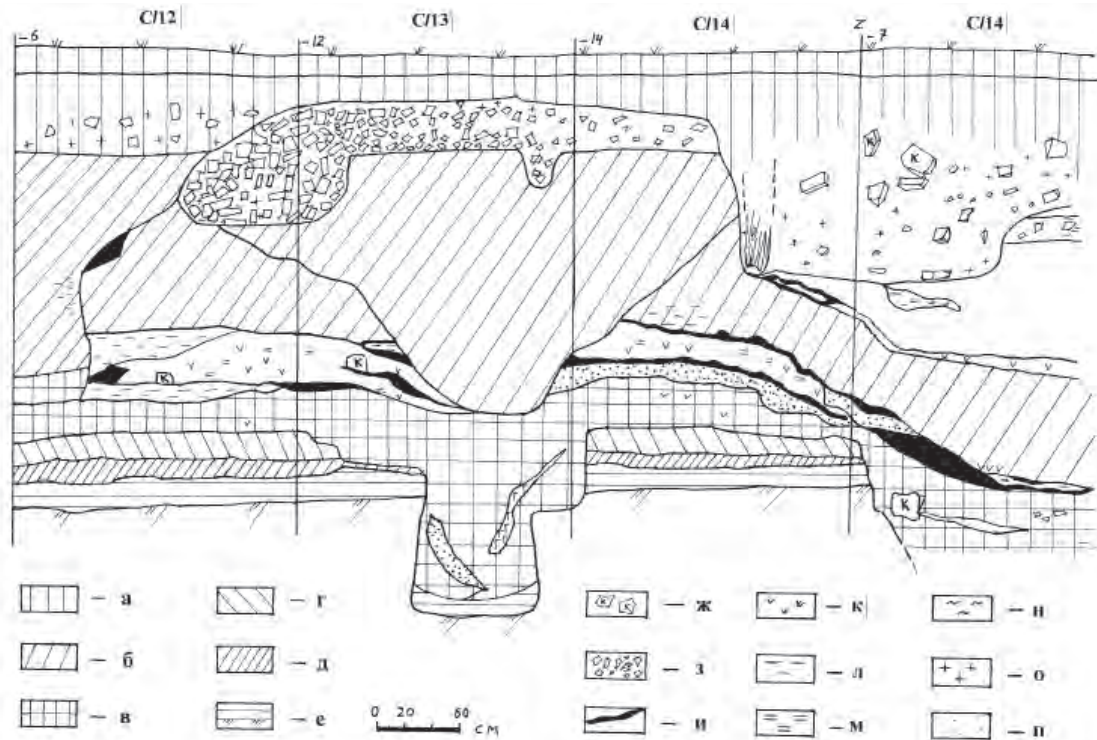 С/12 С/13 С/14 С/14
-6 -12 -14 Z -7
К К
К
К
К
— а — г — ж — к — н
К К
— б — д — з — л — о
— в — е — и — м — п
0 20 60 см